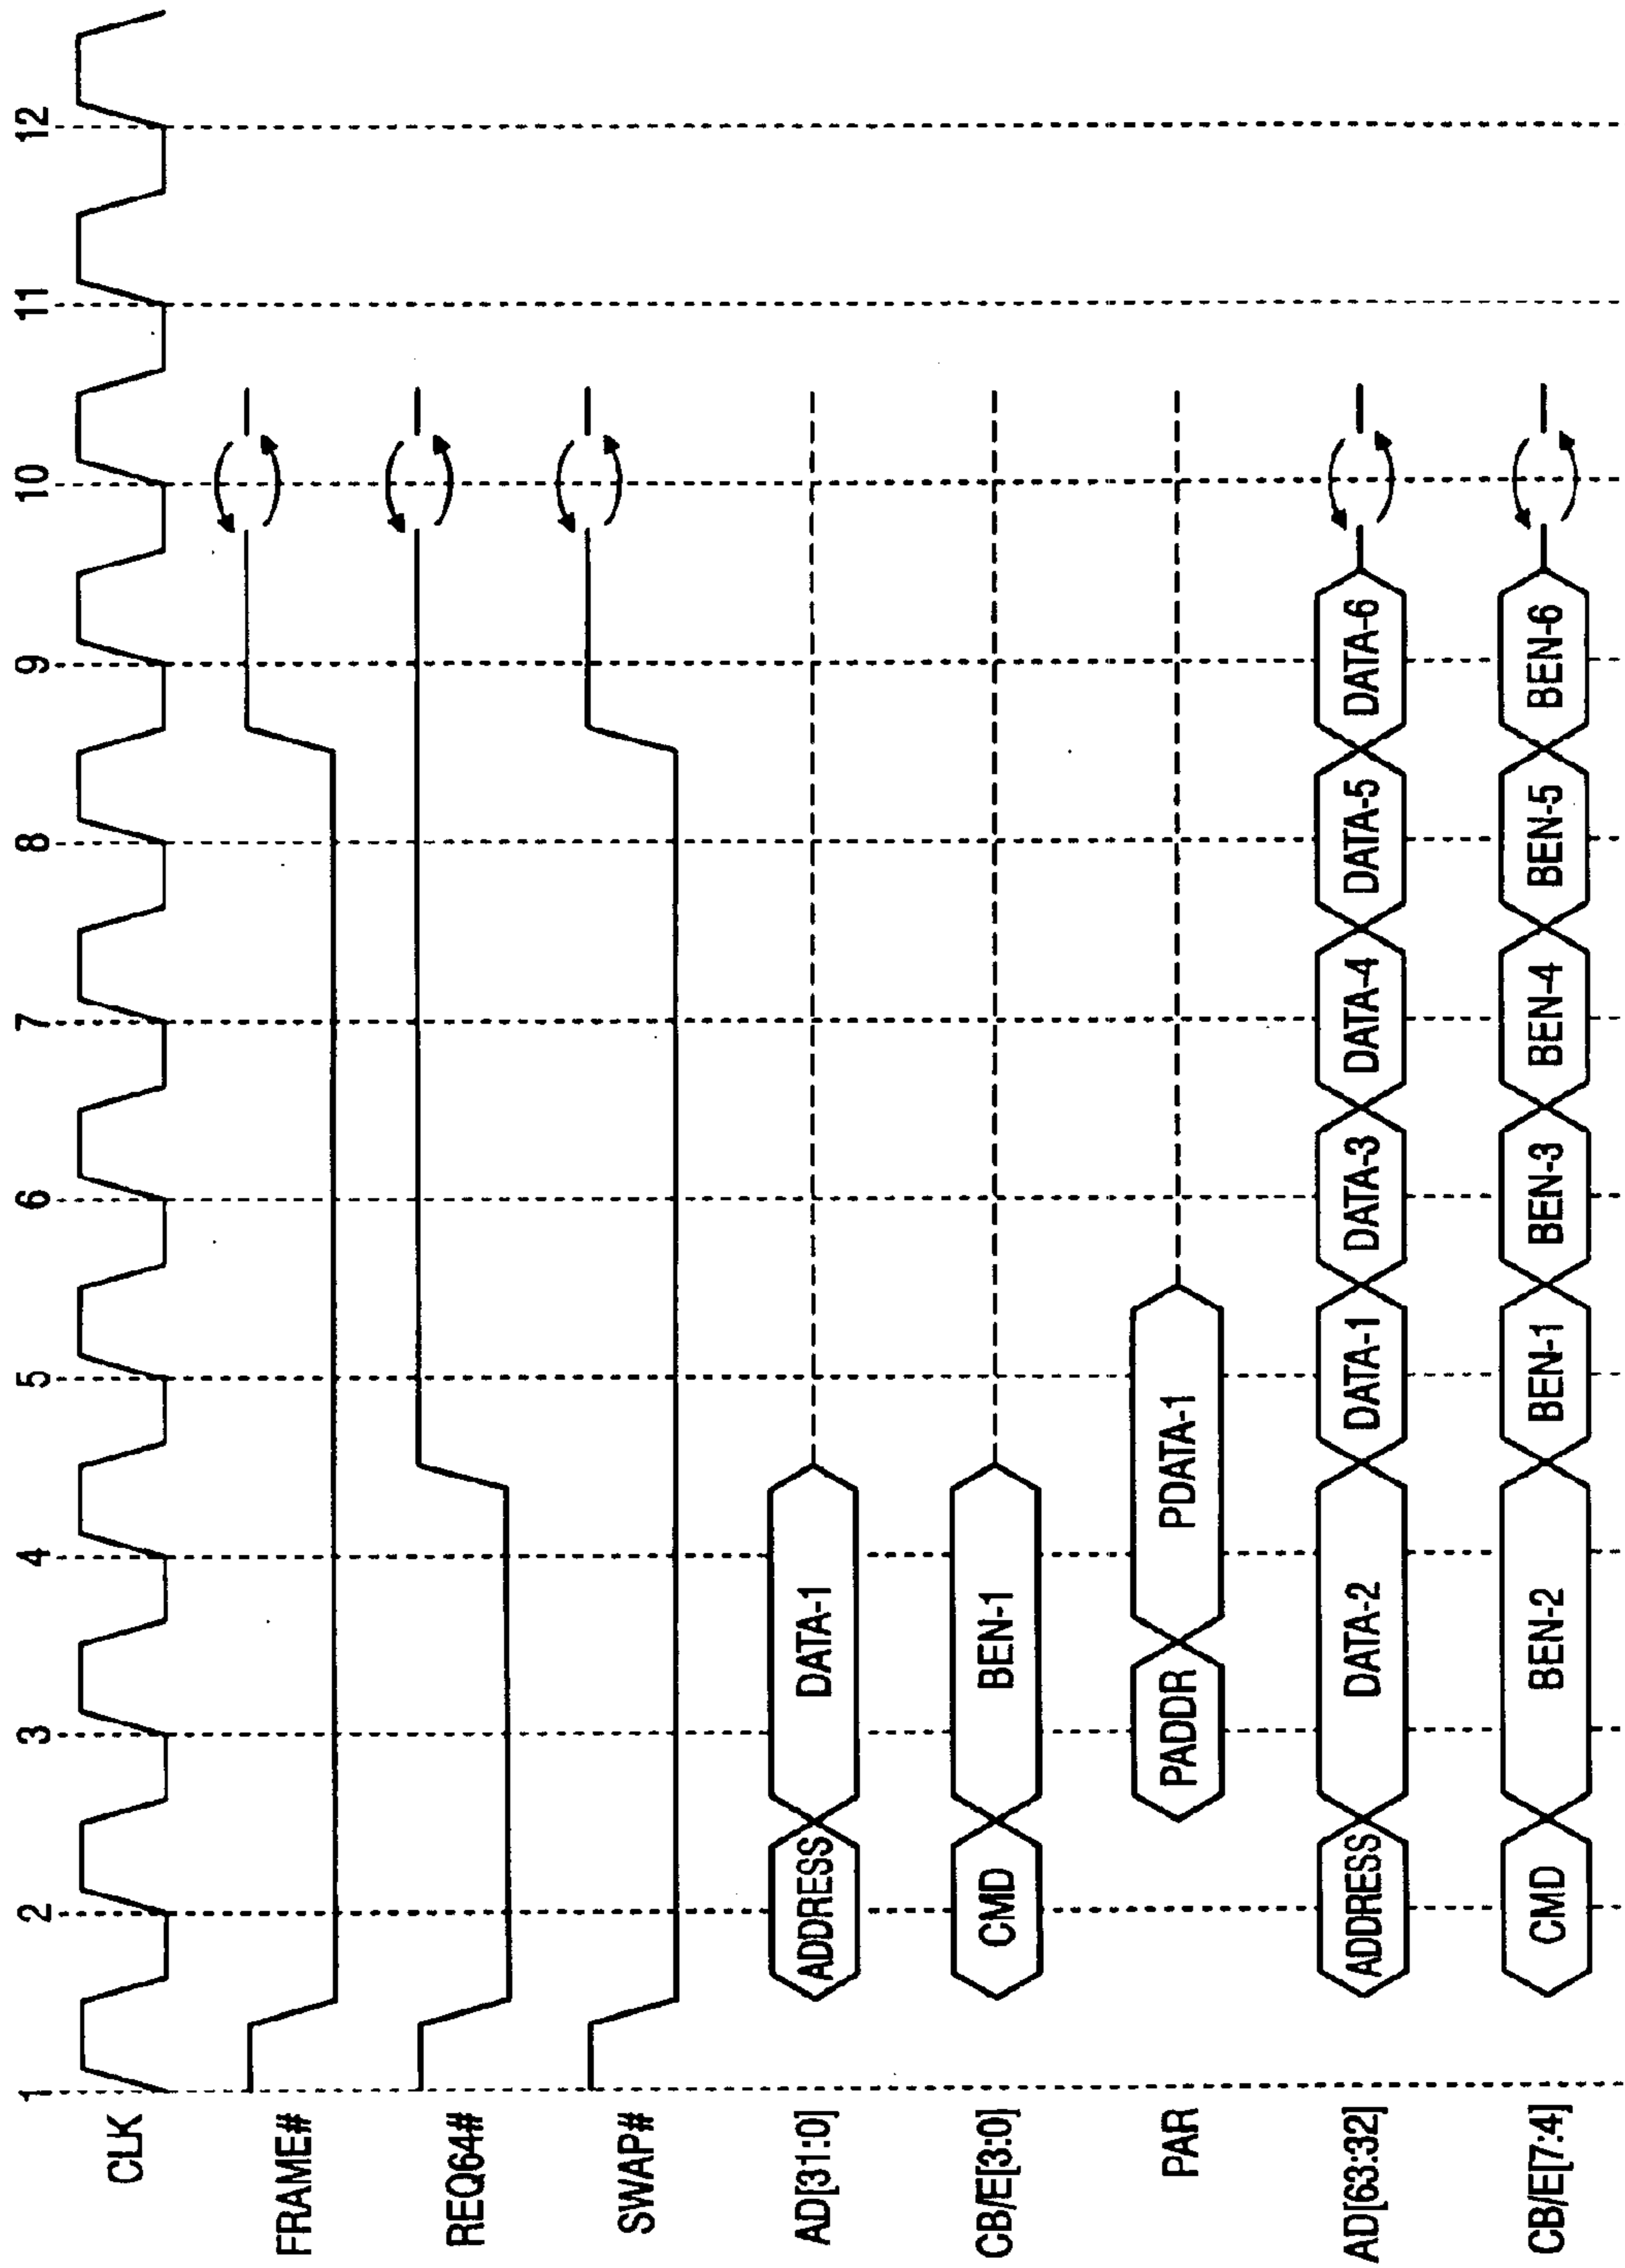 1 2 3 4 5 6 7 8 9 10 11 12
CLK
FRAME#
REQ64#
SWAP#
AD[31:0] ADDRESS DATA-1
CB/E[3:0] CMD BEN-1
PAR PADDR PDATA-1
AD[63:32] ADDRESS DATA-2 DATA-1 DATA-3 DATA-4 DATA-5 DATA-6
CB/E[7:4] CMD BEN-2 BEN-1 BEN-3 BEN-4 BEN-5 BEN-6